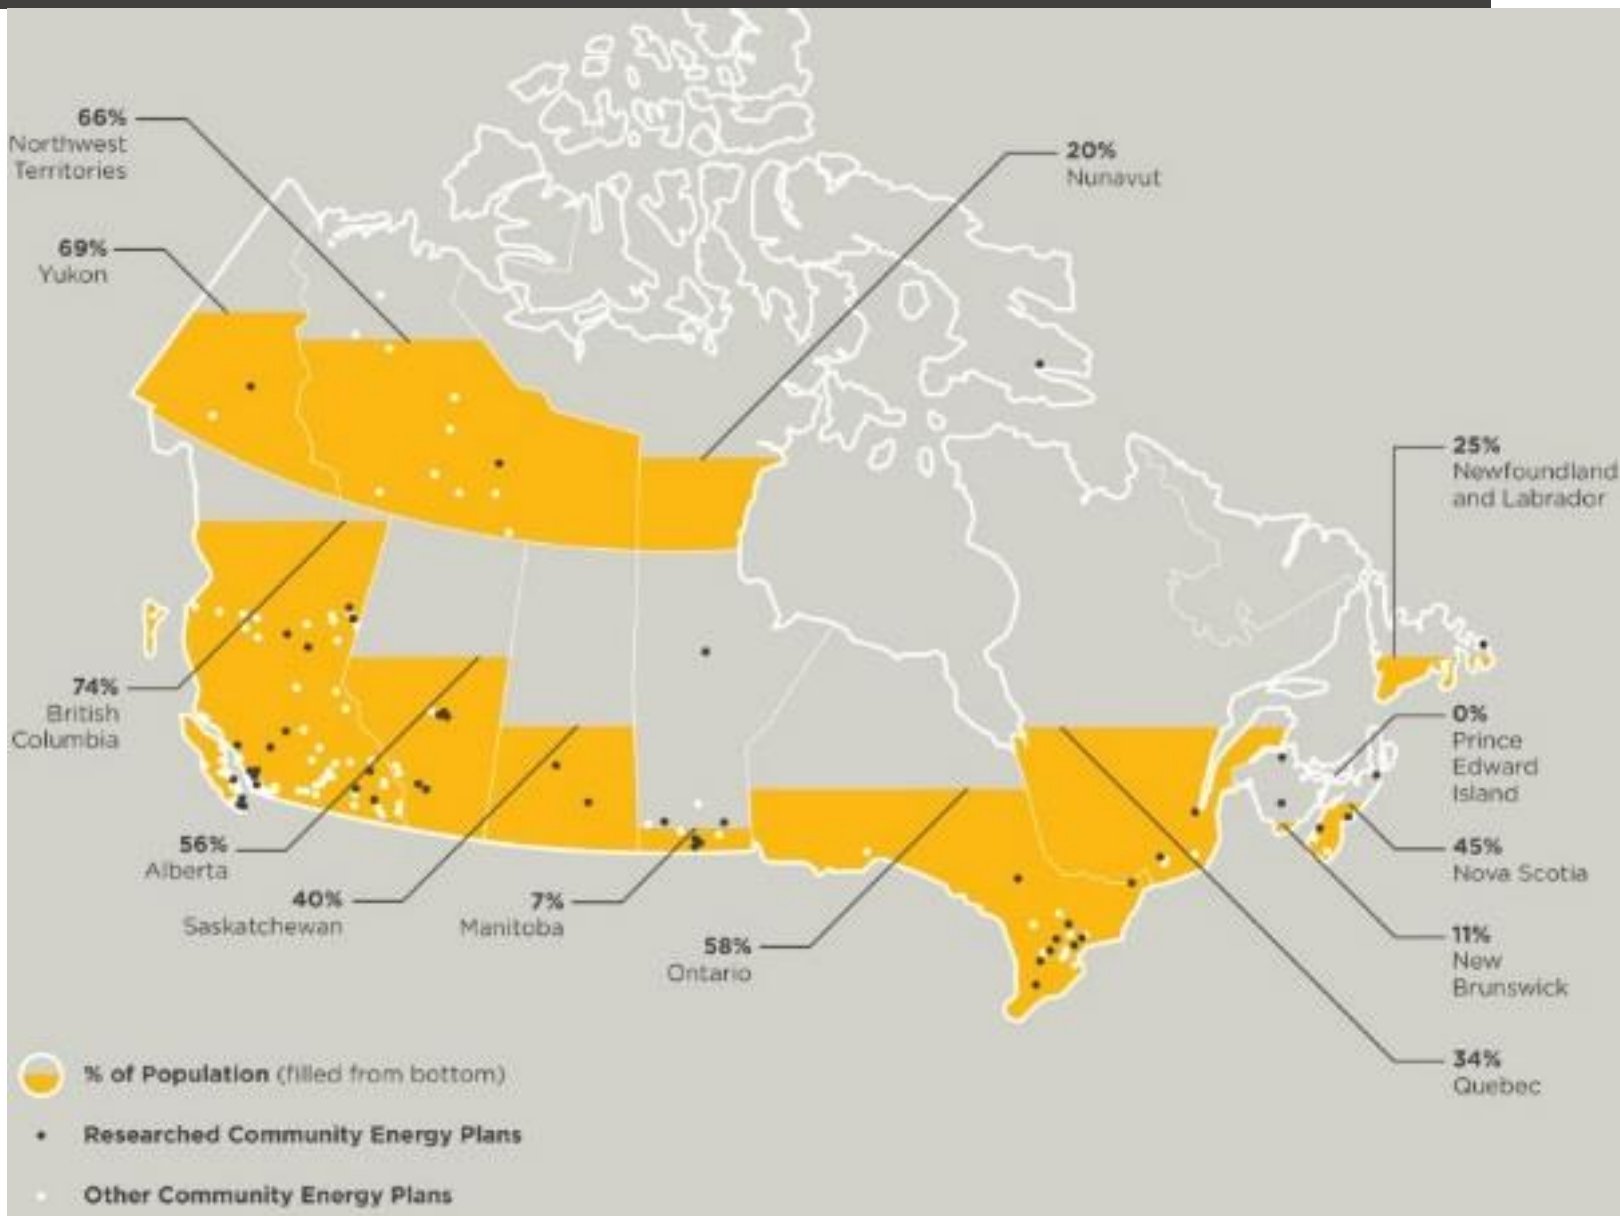 66%
Northwest
Territories
20%
Nunavut
69%
Yukon
25%
Newfoundland
and Labrador
74%
British
Columbia
0%
Prince
Edward
Island
56%
Alberta
45%
Nova Scotia
40%
Saskatchewan
7%
Manitoba
58%
Ontario
11%
New
Brunswick
34%
Quebec
% of Population (filled from bottom)
Researched Community Energy Plans
Other Community Energy Plans